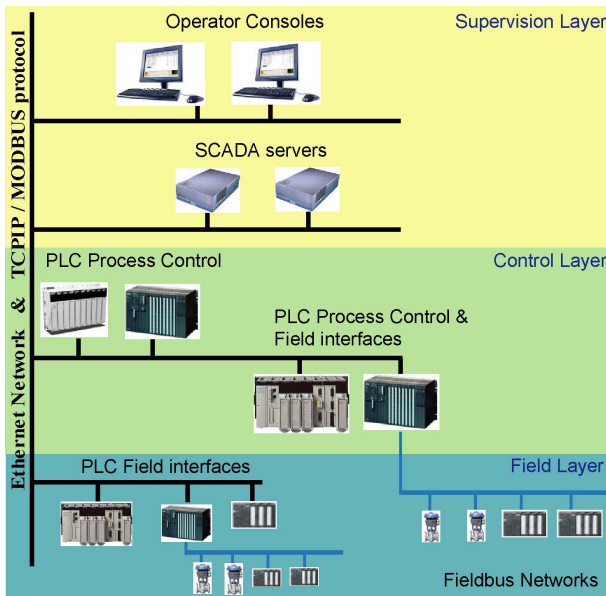 Operator Consoles
Supervision Layer
SCADA servers
Ethernet Network & TCPIP / MODBUS protocol
PLC Process Control
Control Layer
PLC Process Control &
Field interfaces
PLC Field interfaces
Field Layer
Fieldbus Networks